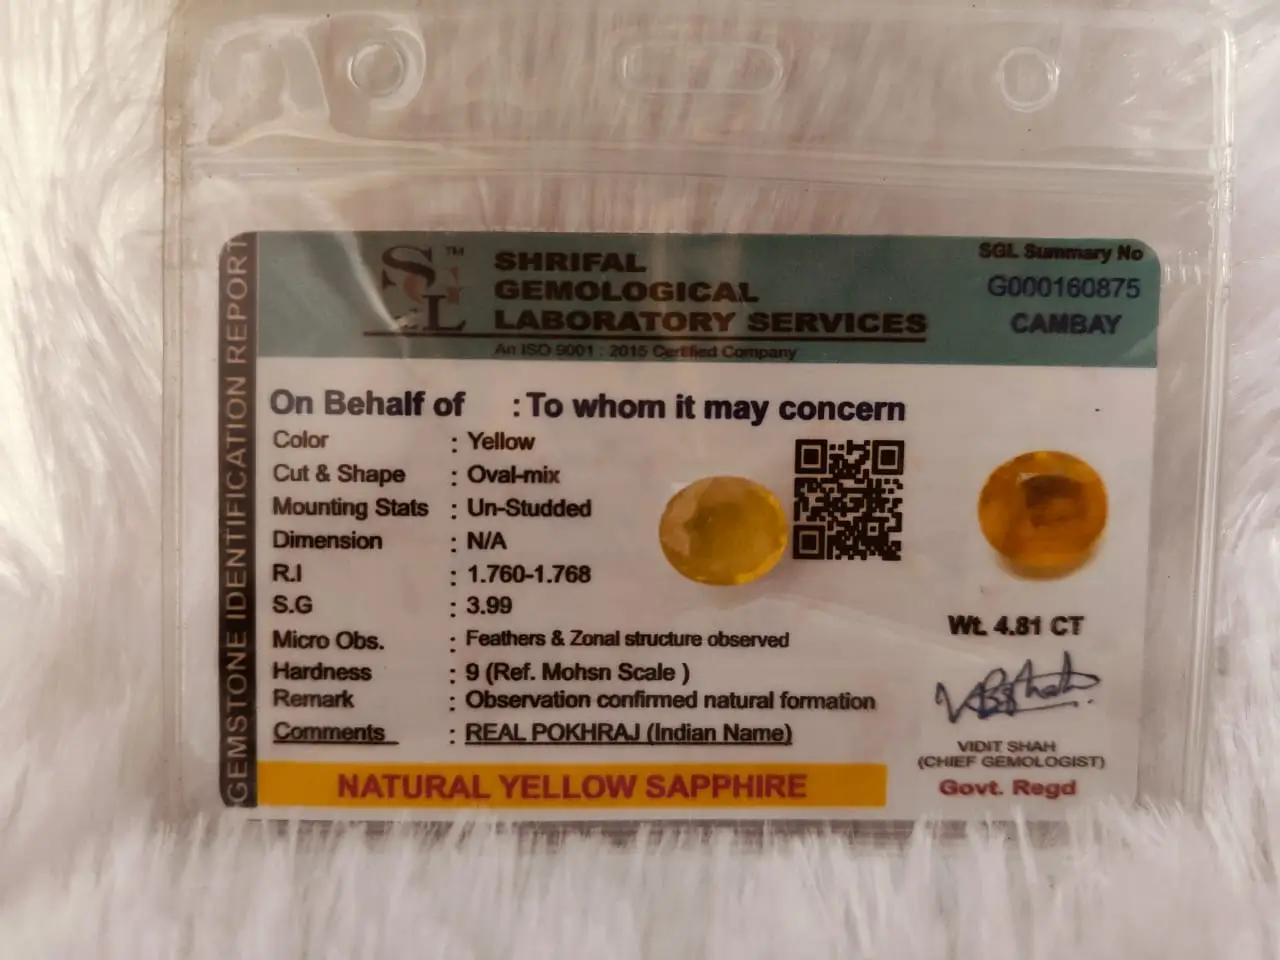 GEMSTONE IDENTIFICATION REPORT
SGL™
SHRIFAL
GEMOLOGICAL
LABORATORY SERVICES
An ISO 9001 : 2015 Certified Company
SGL Summary No
G000160875
CAMBAY
On Behalf of : To whom it may concern
Color : Yellow
Cut & Shape : Oval-mix
Mounting Stats : Un-Studded
Dimension : N/A
R.I : 1.760-1.768
S.G : 3.99
Micro Obs. : Feathers & Zonal structure observed
Hardness : 9 (Ref. Mohsn Scale )
Remark : Observation confirmed natural formation
Comments : REAL POKHRAJ (Indian Name)
NATURAL YELLOW SAPPHIRE
Wt. 4.81 CT
VIDIT SHAH
(CHIEF GEMOLOGIST)
Govt. Regd